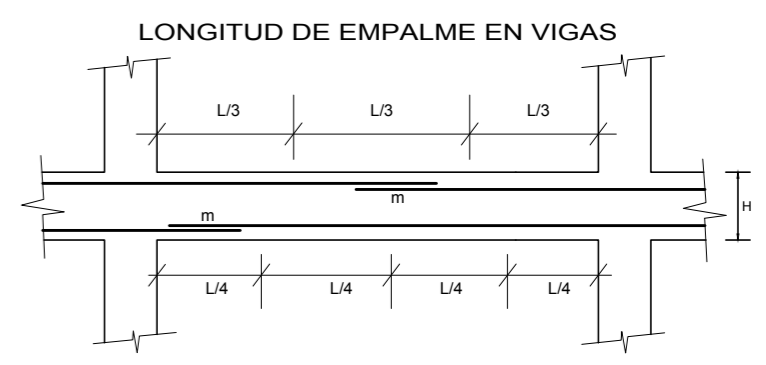 LONGITUD DE EMPALME EN VIGAS
L/3 L/3 L/3
m
m
H
L/4 L/4 L/4 L/4